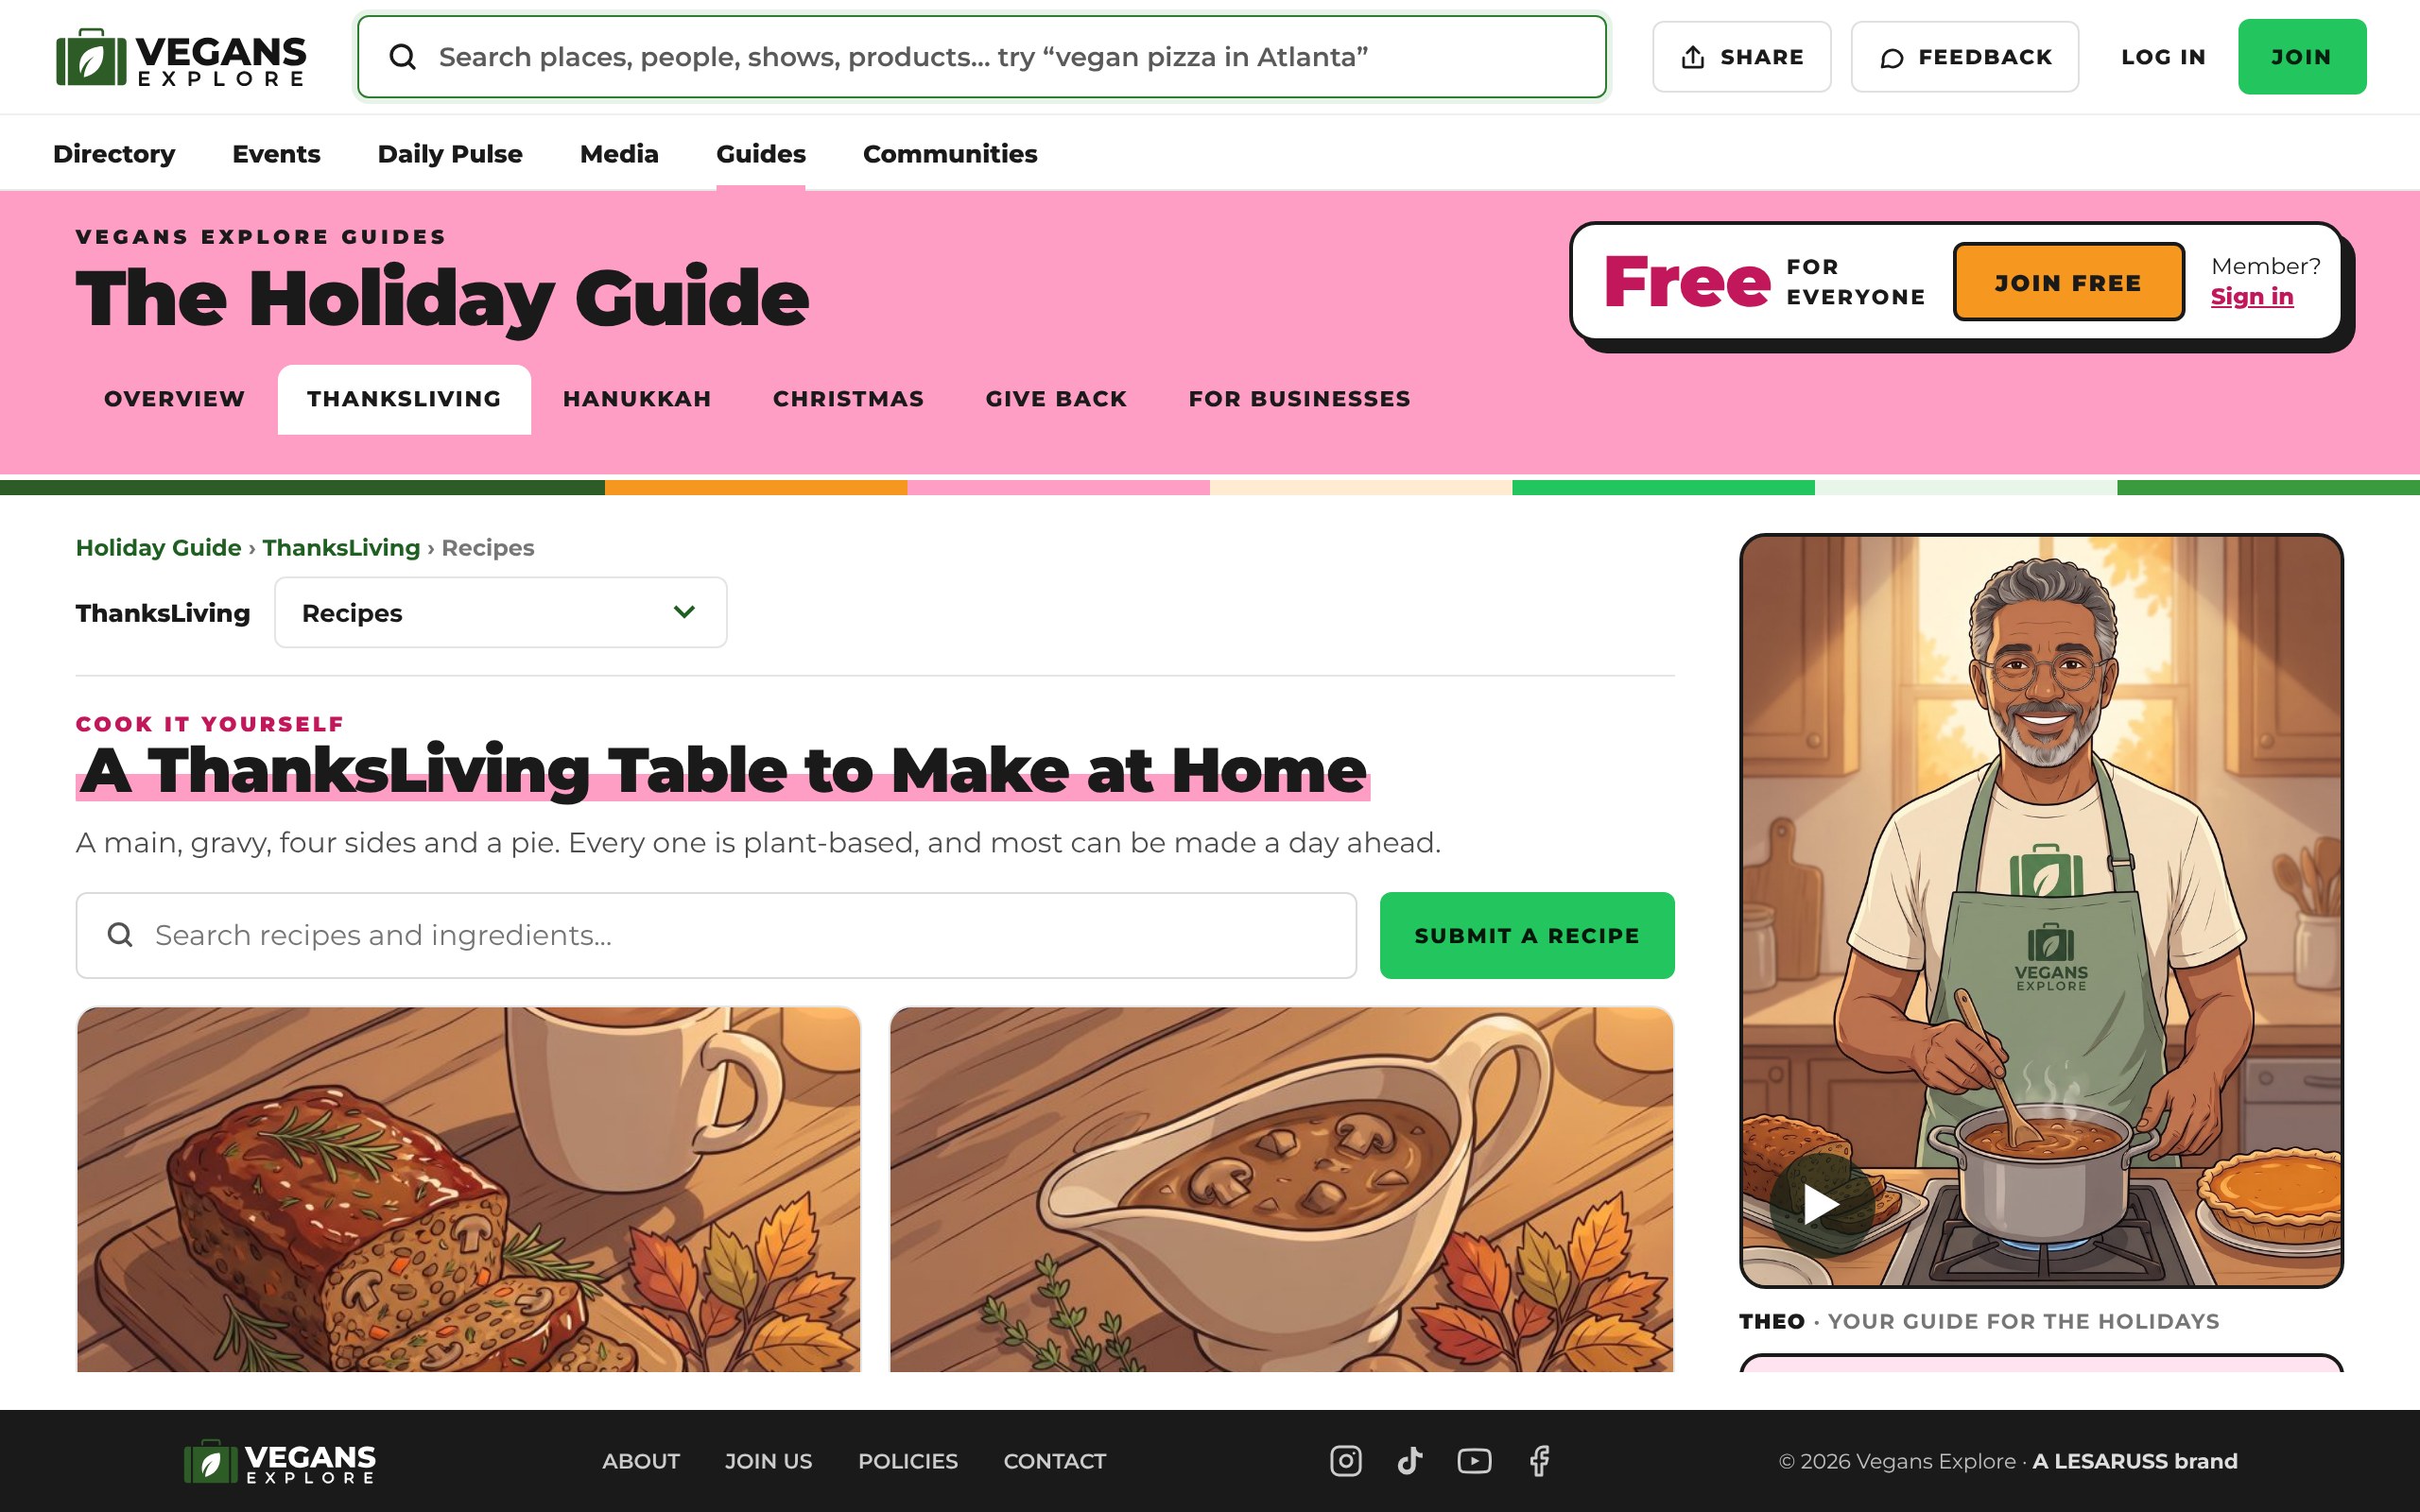 VEGANS
EXPLORE
Search places, people, shows, products... try “vegan pizza in Atlanta”
SHARE
FEEDBACK
LOG IN
JOIN
Directory
Events
Daily Pulse
Media
Guides
Communities
VEGANS EXPLORE GUIDES
The Holiday Guide
Free
FOR
EVERYONE
JOIN FREE
Member?
Sign in
OVERVIEW
THANKSLIVING
HANUKKAH
CHRISTMAS
GIVE BACK
FOR BUSINESSES
Holiday Guide › ThanksLiving › Recipes
ThanksLiving
Recipes
COOK IT YOURSELF
A ThanksLiving Table to Make at Home
A main, gravy, four sides and a pie. Every one is plant-based, and most can be made a day ahead.
Search recipes and ingredients...
SUBMIT A RECIPE
VEGANS
EXPLORE
THEO · YOUR GUIDE FOR THE HOLIDAYS
VEGANS
EXPLORE
ABOUT
JOIN US
POLICIES
CONTACT
© 2026 Vegans Explore · A LESARUSS brand